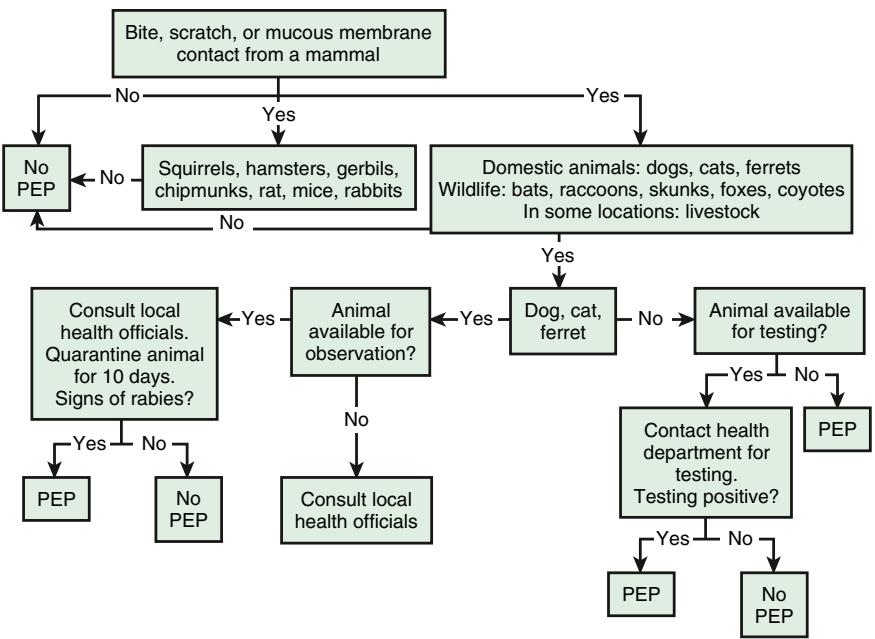 Bite, scratch, or mucous membrane
contact from a mammal
No
Yes
Yes
No
PEP
No
Squirrels, hamsters, gerbils,
chipmunks, rat, mice, rabbits
Domestic animals: dogs, cats, ferrets
Wildlife: bats, raccoons, skunks, foxes, coyotes
In some locations: livestock
No
Yes
Consult local
health officials.
Quarantine animal
for 10 days.
Signs of rabies?
Yes
Animal
available for
observation?
Yes
Dog, cat,
ferret
No
Animal available
for testing?
Yes
No
No
Contact health
department for
testing.
Testing positive?
PEP
Yes
No
PEP
No
PEP
Consult local
health officials
Yes
No
PEP
No
PEP